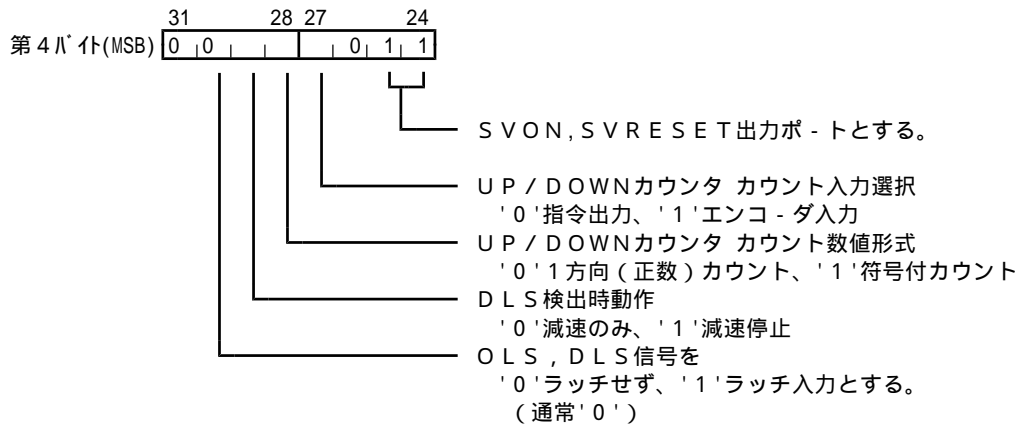 31 28 27 24
第４ﾊﾞｲﾄ(MSB) 0 0 0 1 1
ＳＶＯＮ,ＳＶＲＥＳＥＴ出力ポ-トとする。
ＵＰ／ＤＯＷＮカウンタ カウント入力選択
'０'指令出力、'１'エンコ-ダ入力
ＵＰ／ＤＯＷＮカウンタ カウント数値形式
'０'１方向（正数）カウント、'１'符号付カウント
ＤＬＳ検出時動作
'０'減速のみ、'１'減速停止
ＯＬＳ，ＤＬＳ信号を
'０'ラッチせず、'１'ラッチ入力とする。
（通常'０'）